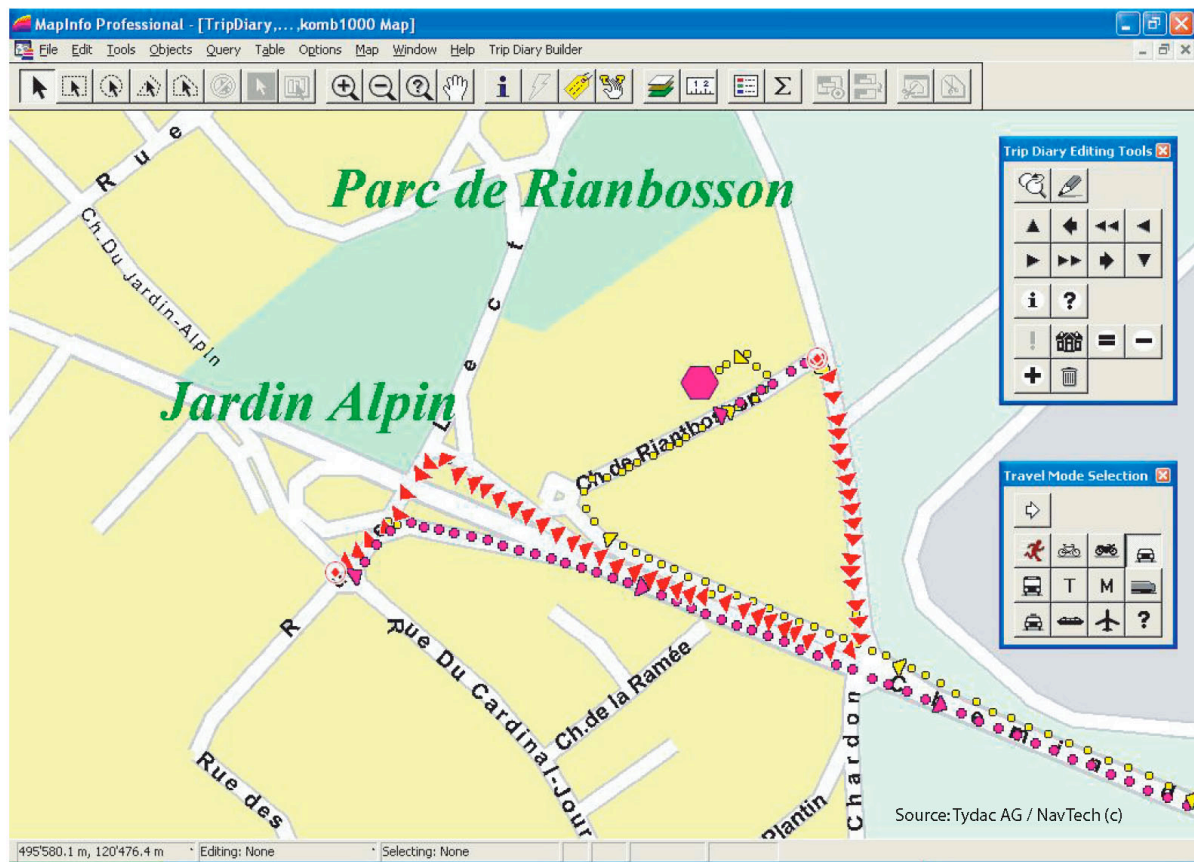 MapInfo Professional - [TripDiary,...,komb1000 Map]
File Edit Tools Objects Query Table Options Map Window Help Trip Diary Builder
Rue
Ch.Du Jardin-Alpin
Parc de Rianbosson
Lect
Jardin Alpin
Ch.de Riantbosson
Trip Diary Editing Tools
i ?
! = -
+
Travel Mode Selection
T M
?
R
Rue Du Cardinal-Jour
Ch.de la Ramée
Chardon
Rue des
Plantin
Source: Tydac AG / NavTech (c)
495'580.1 m, 120'476.4 m
Editing: None
Selecting: None